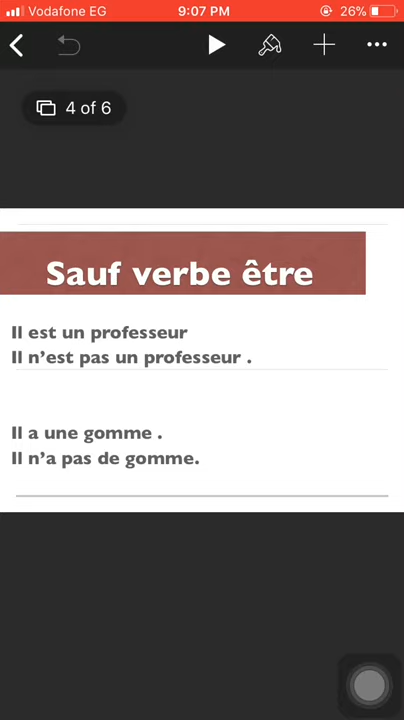 Vodafone EG 9:07 PM 26%
4 of 6
Sauf verbe être
Il est un professeur
Il n’est pas un professeur .
Il a une gomme .
Il n’a pas de gomme.